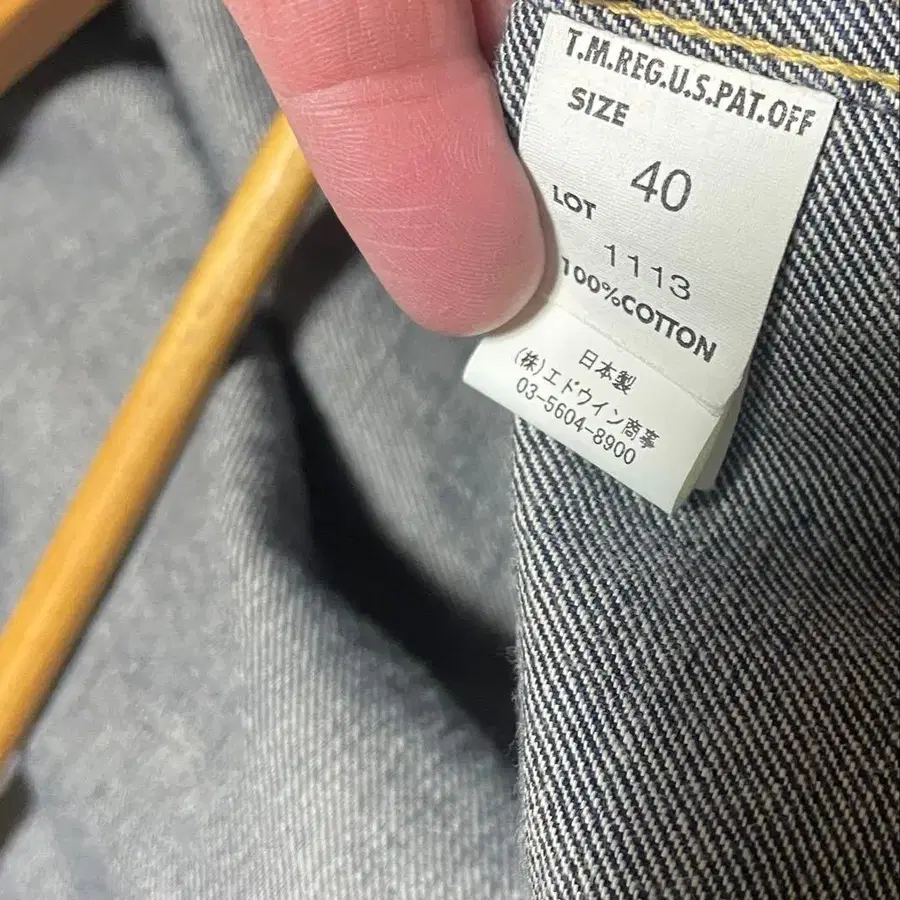 T.M.REG.U.S.PAT.OFF
SIZE
40
LOT
1113
100%COTTON
日本製
(株)エドウイン商事
03-5604-8900